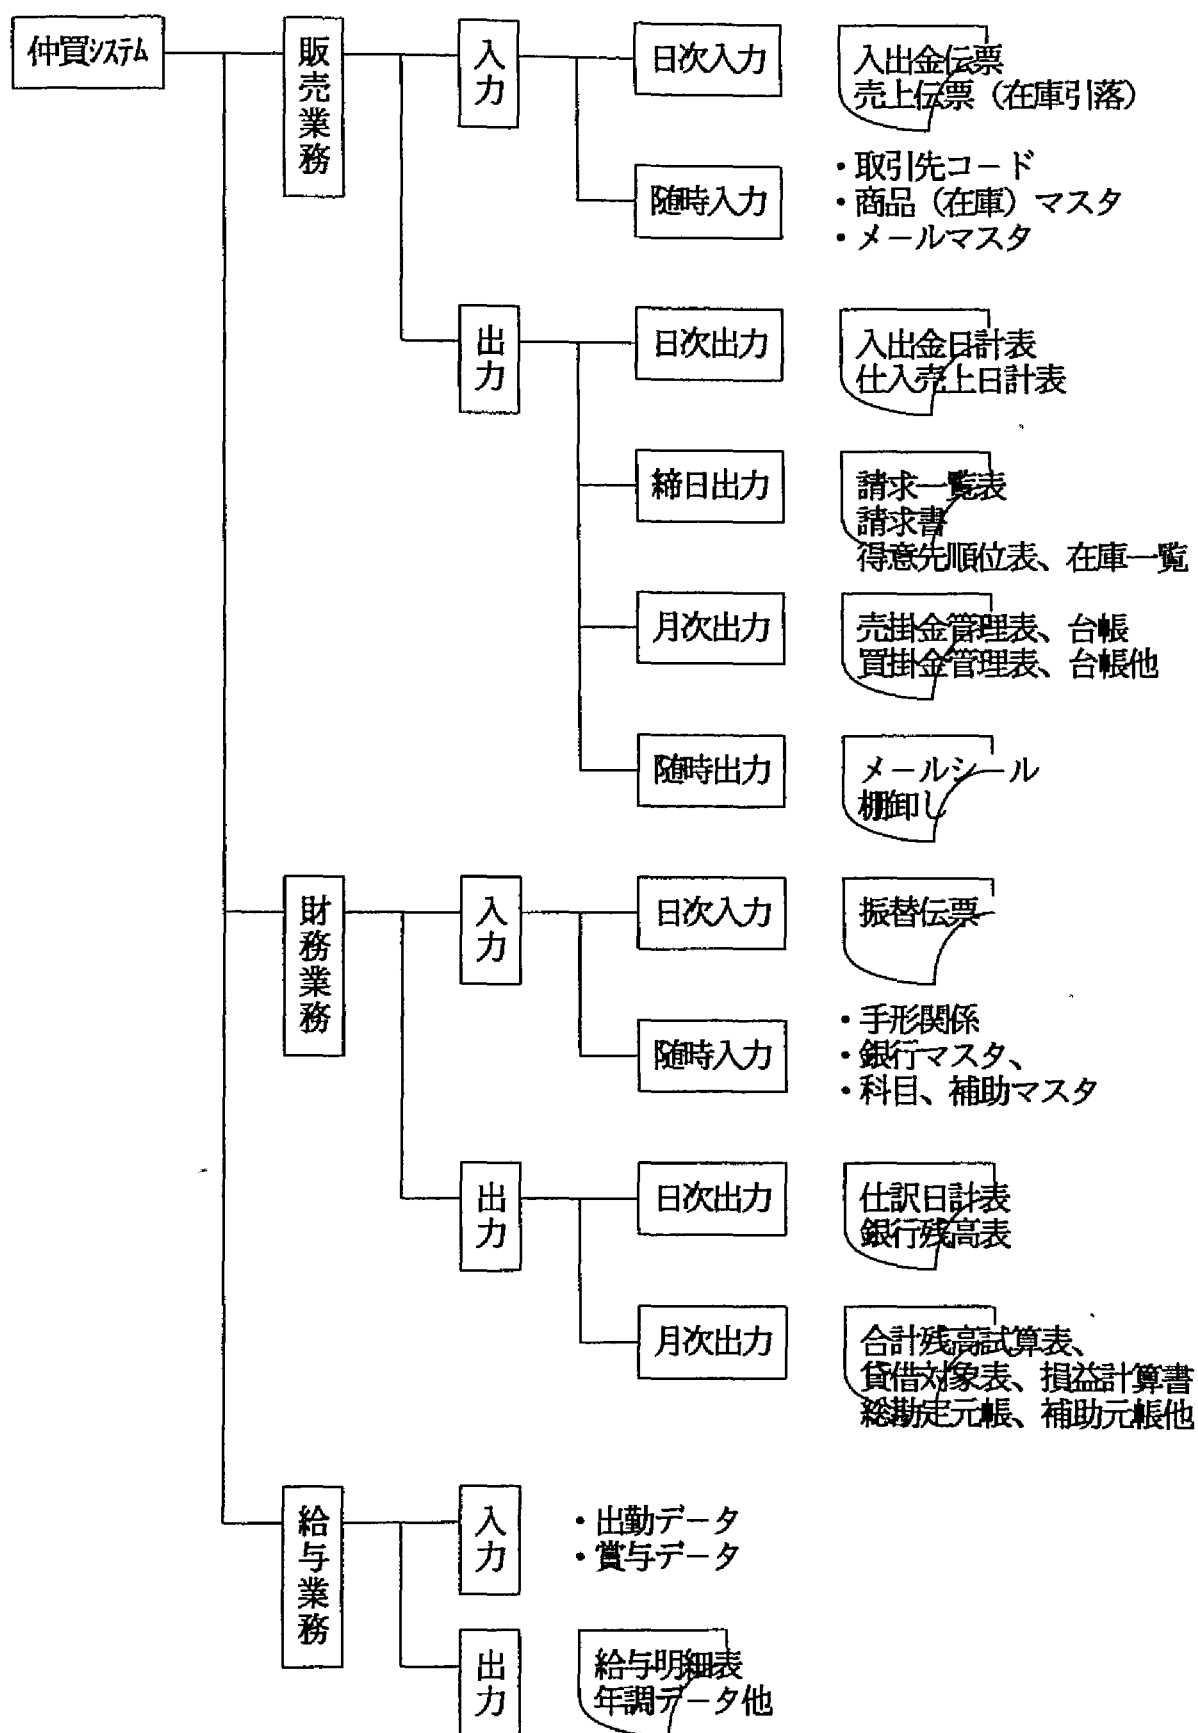 仲買システム
販売業務
入力
日次入力
入出金伝票
売上伝票（在庫引落）
随時入力
・取引先コード
・商品（在庫）マスタ
・メールマスタ
出力
日次出力
入出金日計表
仕入売上日計表
締日出力
請求一覧表
請求書
得意先順位表、在庫一覧
月次出力
売掛金管理表、台帳
買掛金管理表、台帳他
随時出力
メールシール
棚卸し
財務業務
入力
日次入力
振替伝票
随時入力
・手形関係
・銀行マスタ、
・科目、補助マスタ
出力
日次出力
仕訳日計表
銀行残高表
月次出力
合計残高試算表、
貸借対象表、損益計算書
総勘定元帳、補助元帳他
給与業務
入力
・出勤データ
・賞与データ
出力
給与明細表
年調データ他